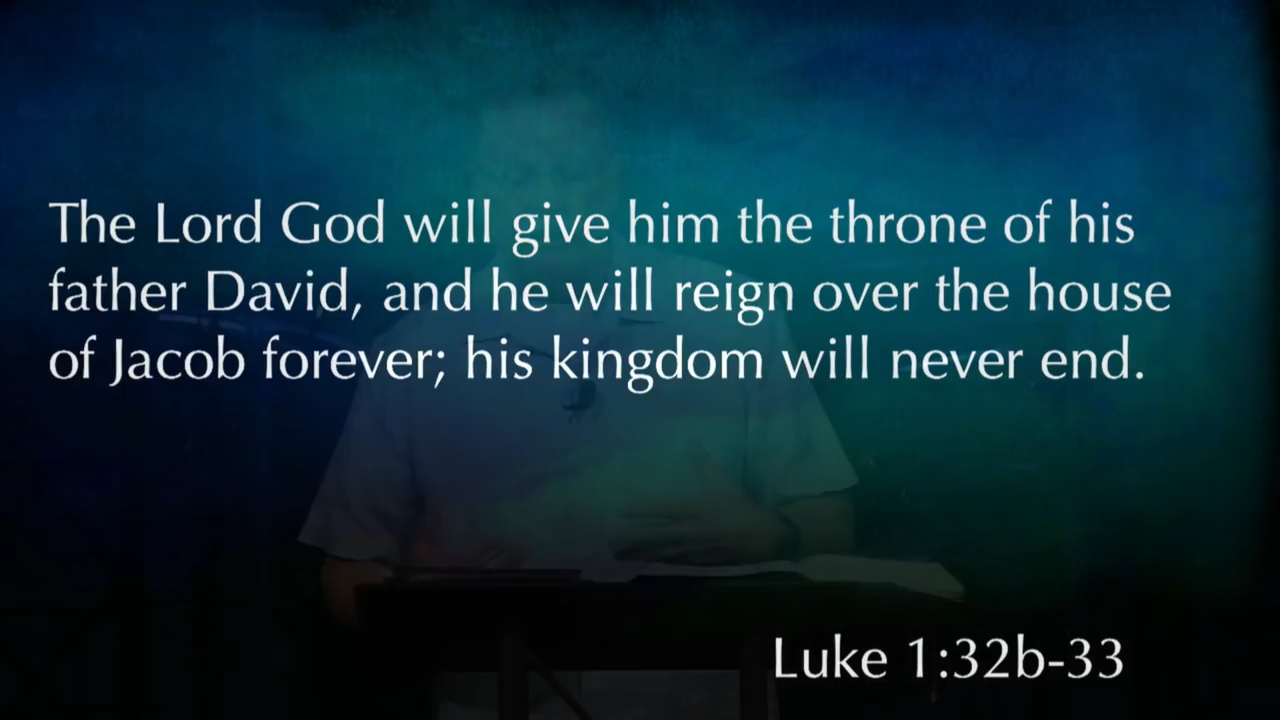 The Lord God will give him the throne of his
father David, and he will reign over the house
of Jacob forever; his kingdom will never end.
Luke 1:32b-33